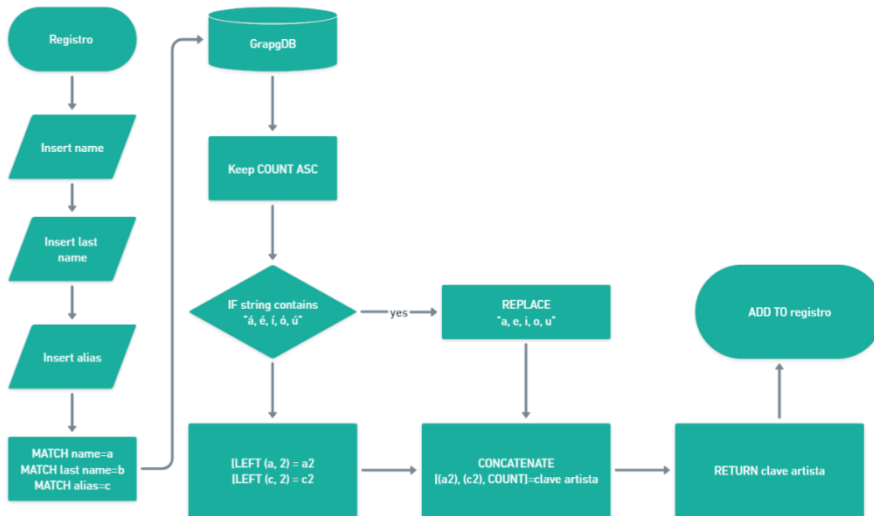 Registro
Insert name
Insert last
name
Insert alias
MATCH name=a
MATCH last name=b
MATCH alias=c
GrapgDB
Keep COUNT ASC
IF string contains
"á, é, í, ó, ú"
yes
REPLACE
"a, e, i, o, u"
[LEFT (a, 2) = a2
[LEFT (c, 2) = c2
CONCATENATE
[(a2), (c2), COUNT]=clave artista
RETURN clave artista
ADD TO registro